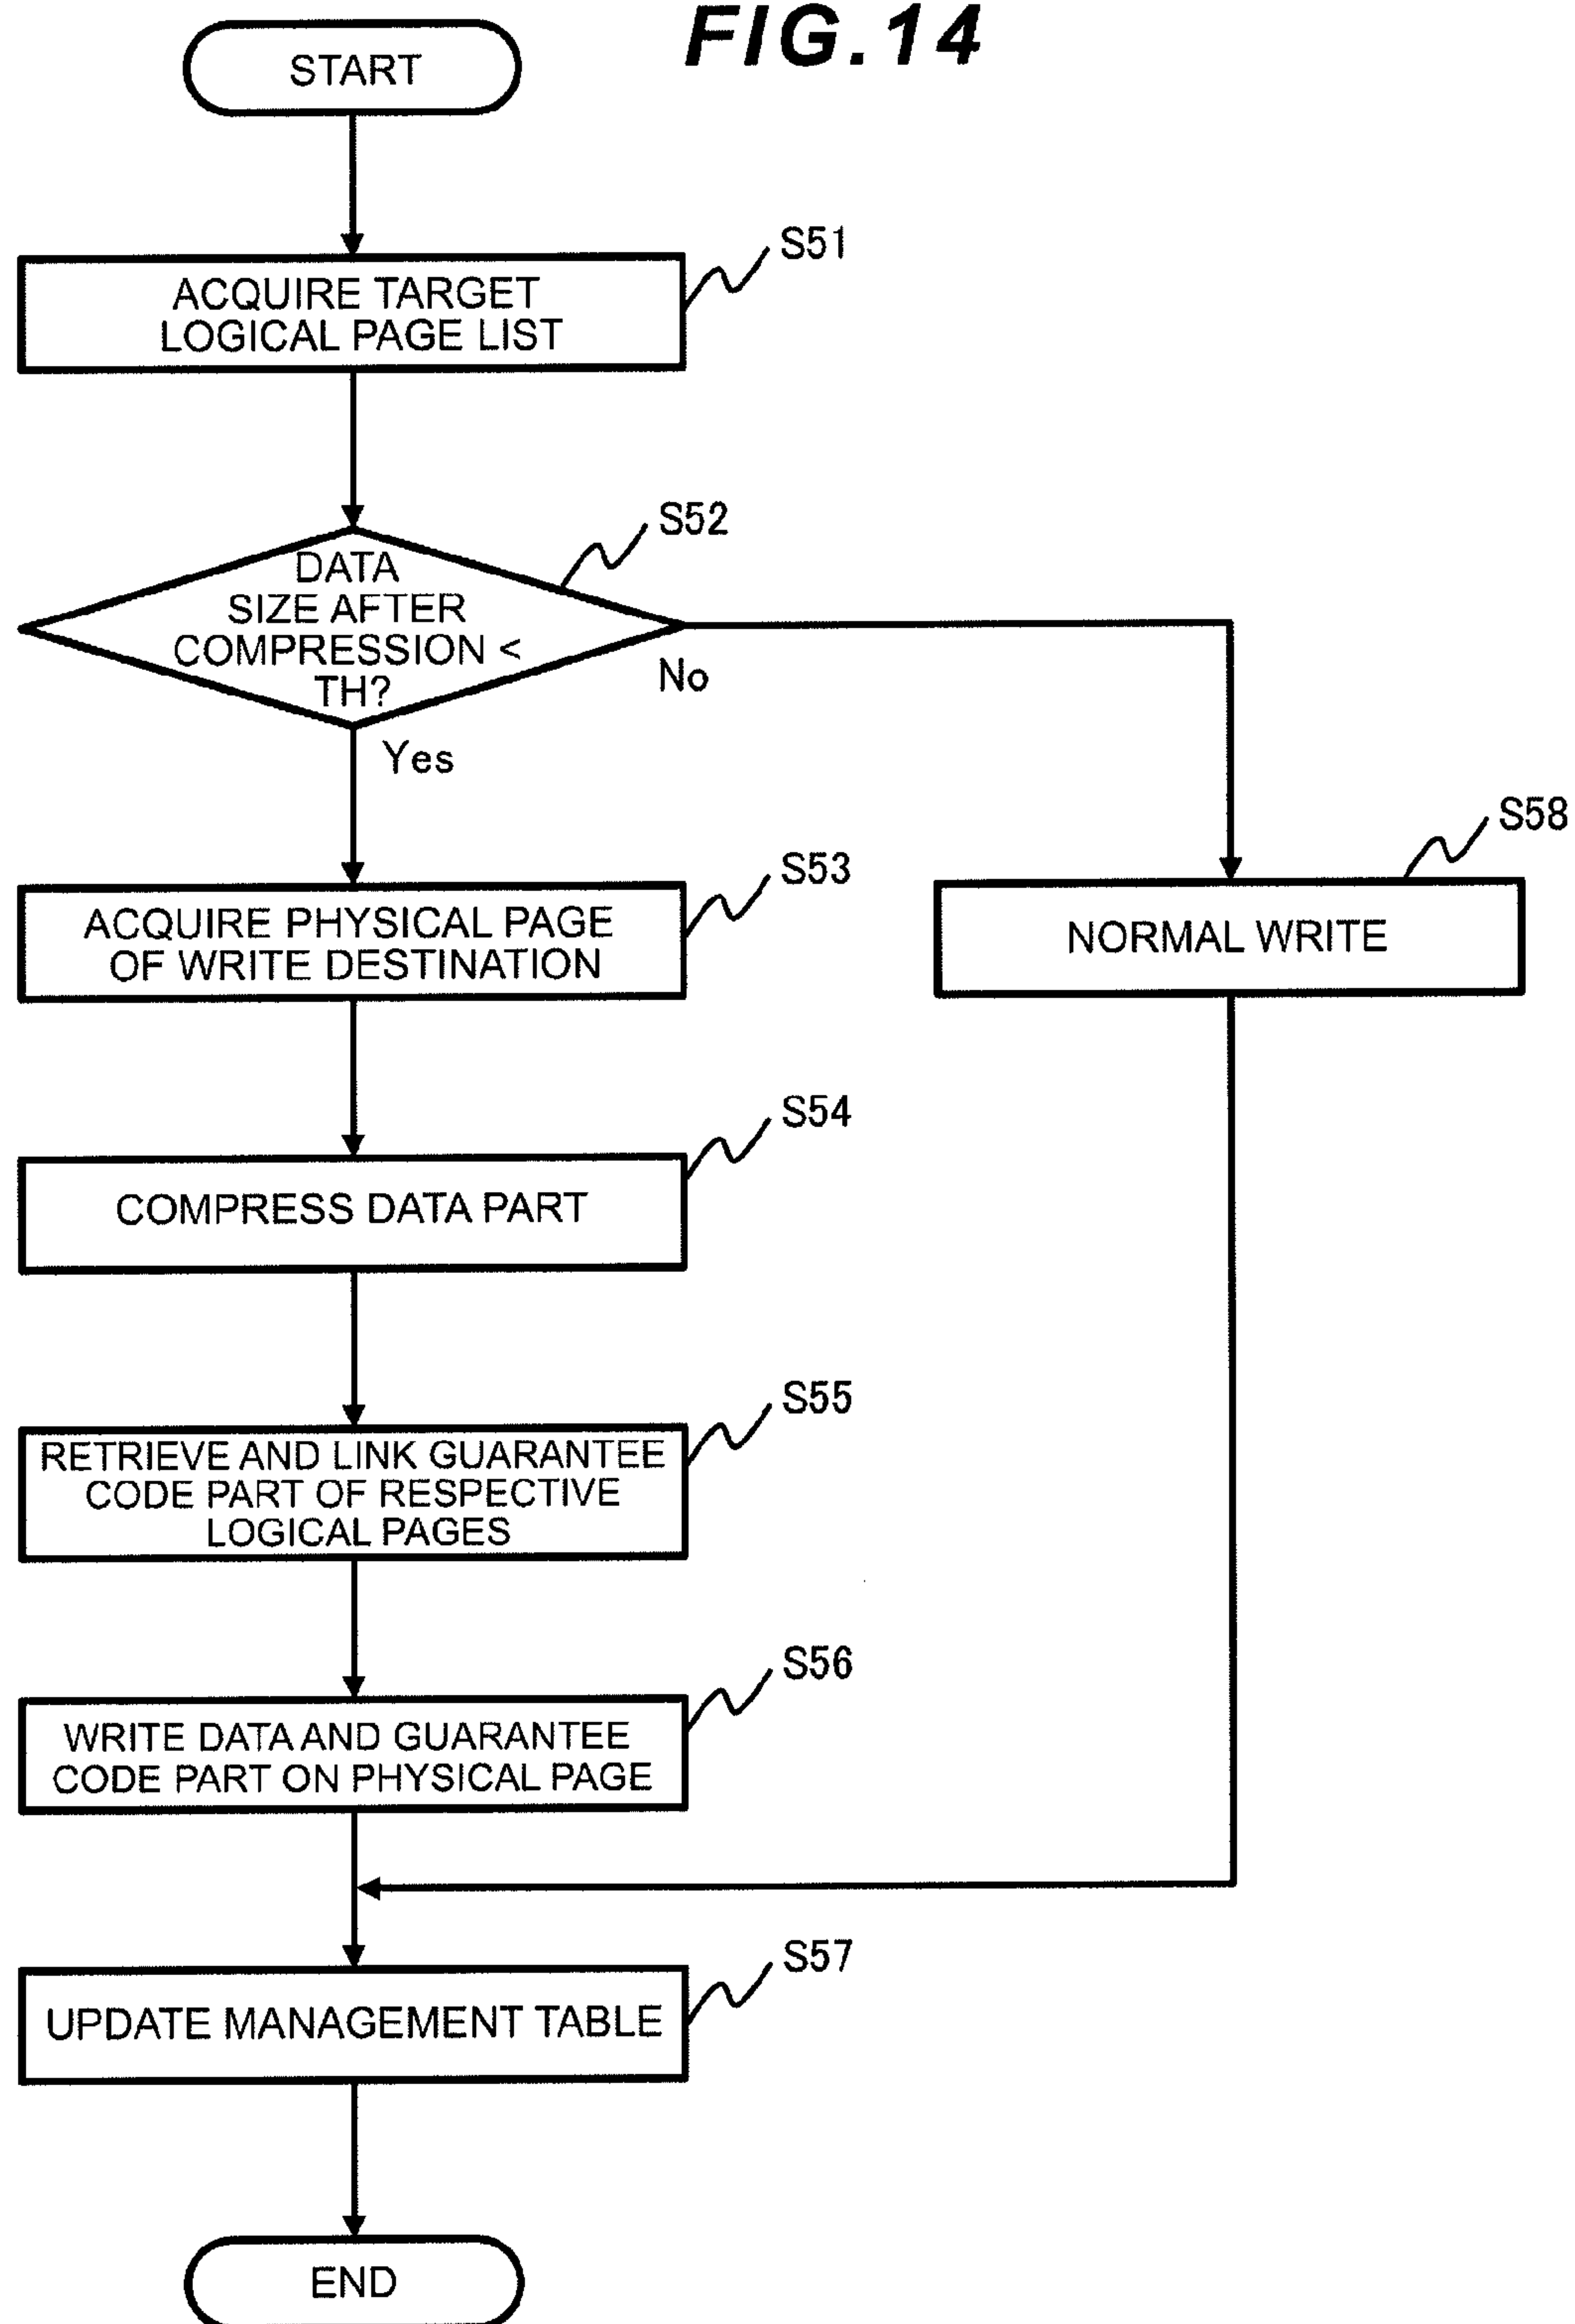 FIG.14
START
S51
ACQUIRE TARGET
LOGICAL PAGE LIST
S52
DATA
SIZE AFTER
COMPRESSION <
TH?
No
Yes
S58
S53
ACQUIRE PHYSICAL PAGE
OF WRITE DESTINATION
NORMAL WRITE
S54
COMPRESS DATA PART
S55
RETRIEVE AND LINK GUARANTEE
CODE PART OF RESPECTIVE
LOGICAL PAGES
S56
WRITE DATA AND GUARANTEE
CODE PART ON PHYSICAL PAGE
S57
UPDATE MANAGEMENT TABLE
END